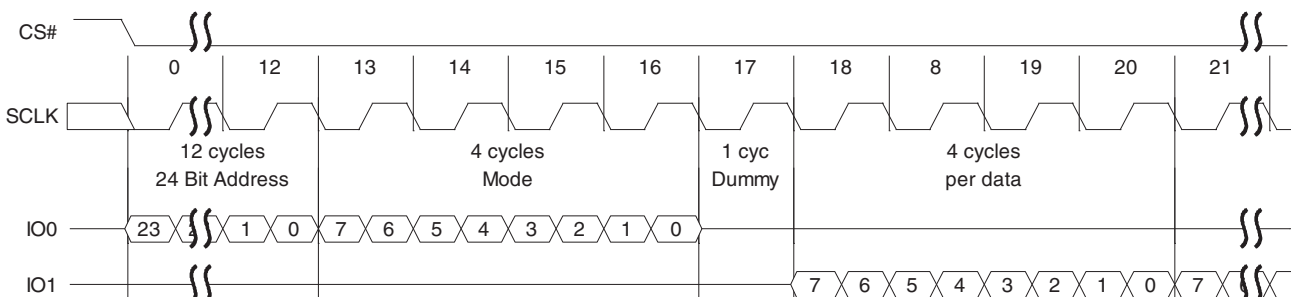 CS#
0 12 13 14 15 16 17 18 8 19 20 21
SCLK
12 cycles 4 cycles 1 cyc 4 cycles
24 Bit Address Mode Dummy per data
IO0 23 1 0 7 6 5 4 3 2 1 0
IO1 7 6 5 4 3 2 1 0 7